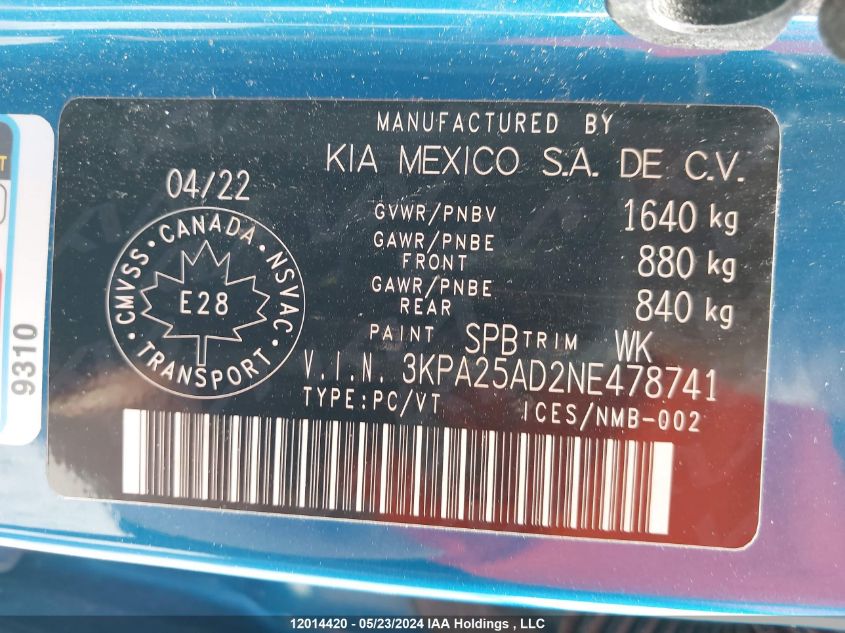 MANUFACTURED BY
KIA MEXICO S.A. DE C.V.
04/22
GVWR/PNBV 1640 kg
GAWR/PNBE
FRONT 880 kg
GAWR/PNBE
REAR 840 kg
CMVSS • CANADA • NSVAC •
E28
TRANSPORT
PAINT SPB TRIM WK
V.I.N. 3KPA25AD2NE478741
TYPE:PC/VT ICES/NMB-002
9310
12014420 - 05/23/2024 IAA Holdings , LLC